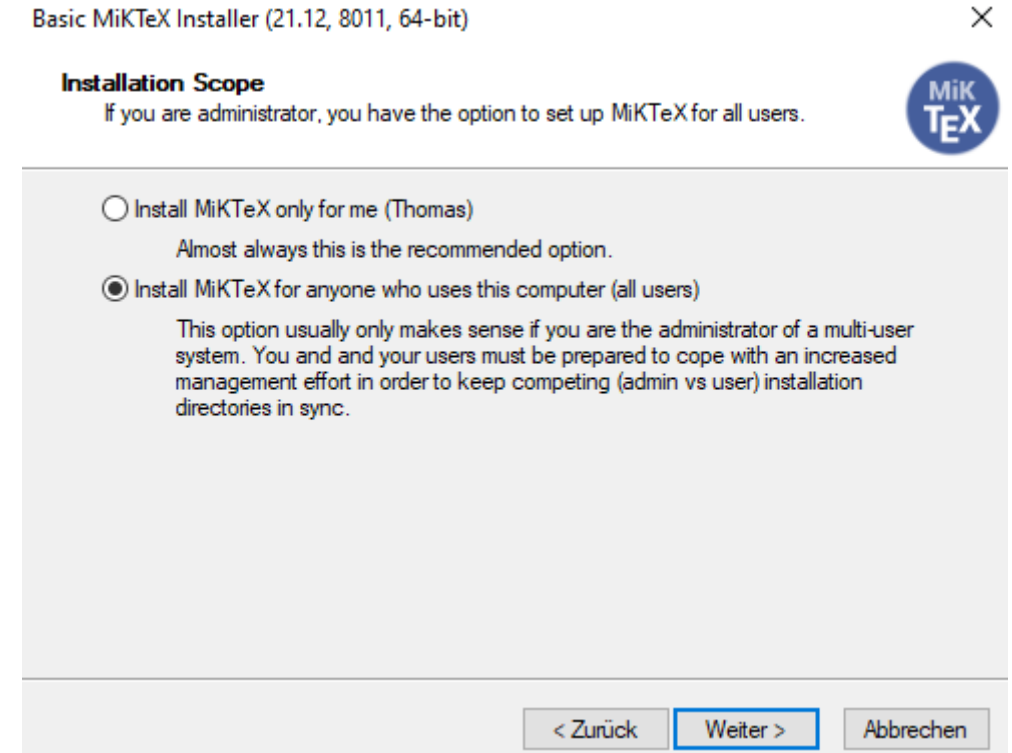 Basic MiKTeX Installer (21.12, 8011, 64-bit)
Installation Scope
If you are administrator, you have the option to set up MiKTeX for all users.
MiK
TEX
Install MiKTeX only for me (Thomas)
Almost always this is the recommended option.
Install MiKTeX for anyone who uses this computer (all users)
This option usually only makes sense if you are the administrator of a multi-user
system. You and and your users must be prepared to cope with an increased
management effort in order to keep competing (admin vs user) installation
directories in sync.
< Zurück
Weiter >
Abbrechen